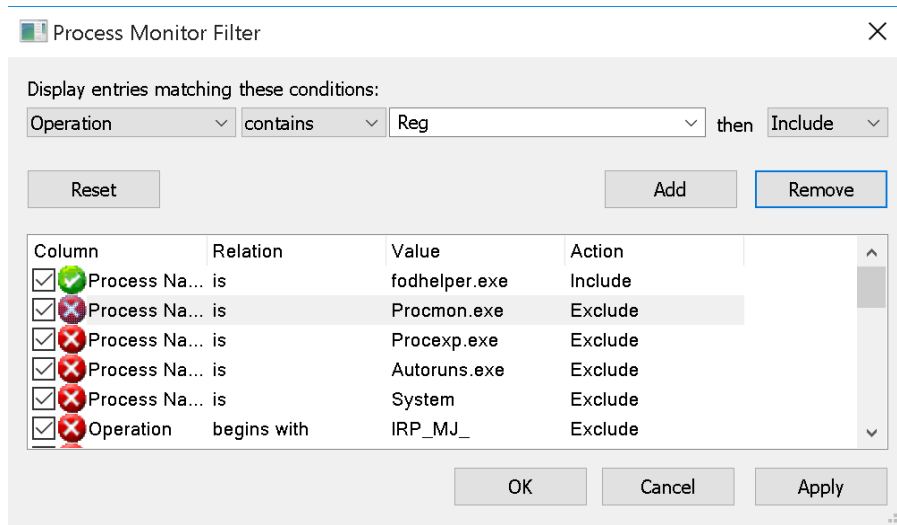 Process Monitor Filter
Display entries matching these conditions:
Operation contains Reg then Include
Reset Add Remove
Column Relation Value Action
Process Na... is fodhelper.exe Include
Process Na... is Procmon.exe Exclude
Process Na... is Procexp.exe Exclude
Process Na... is Autoruns.exe Exclude
Process Na... is System Exclude
Operation begins with IRP_MJ_ Exclude
OK Cancel Apply